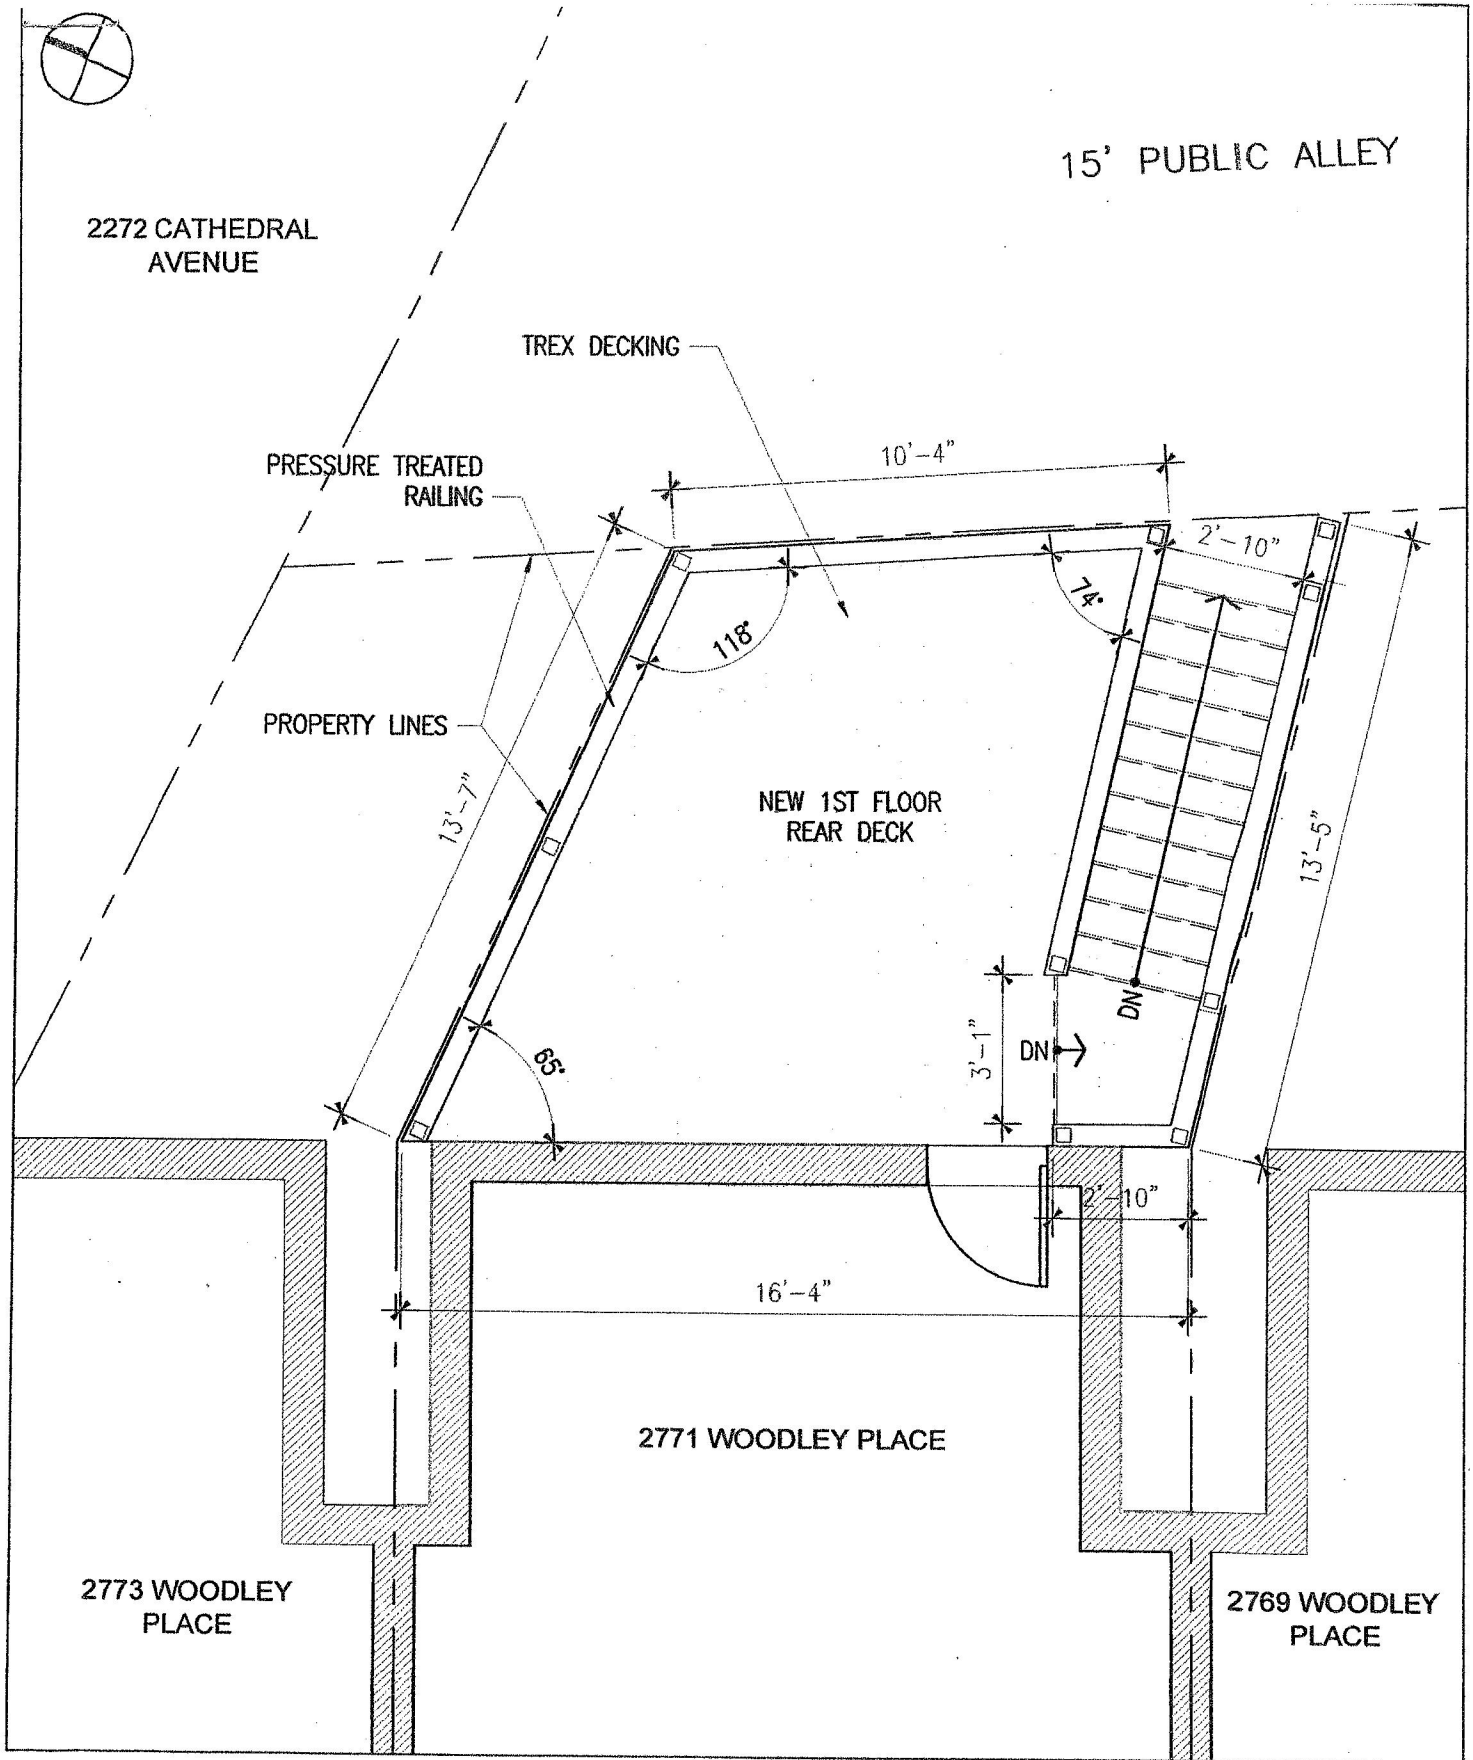 15' PUBLIC ALLEY
2272 CATHEDRAL
AVENUE
TREX DECKING
10'-4"
PRESSURE TREATED
RAILING
2'-10"
74°
118°
PROPERTY LINES
13'-7"
NEW 1ST FLOOR
REAR DECK
13'-5"
DN
3'-1"
DN
65°
2'-10"
16'-4"
2771 WOODLEY PLACE
2773 WOODLEY
PLACE
2769 WOODLEY
PLACE